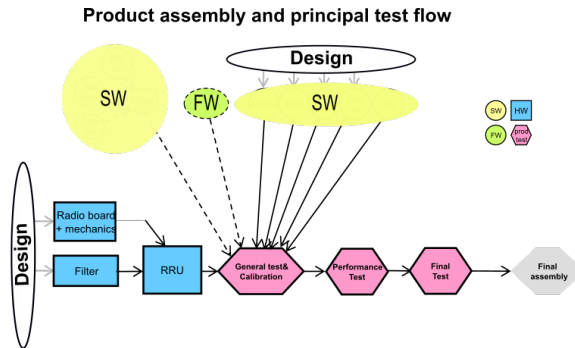 Product assembly and principal test flow
Design
SW
FW
SW
SW
HW
FW
prod
test
Design
Radio board
+ mechanics
Filter
RRU
General test&
Calibration
Performance
Test
Final
Test
Final
assembly